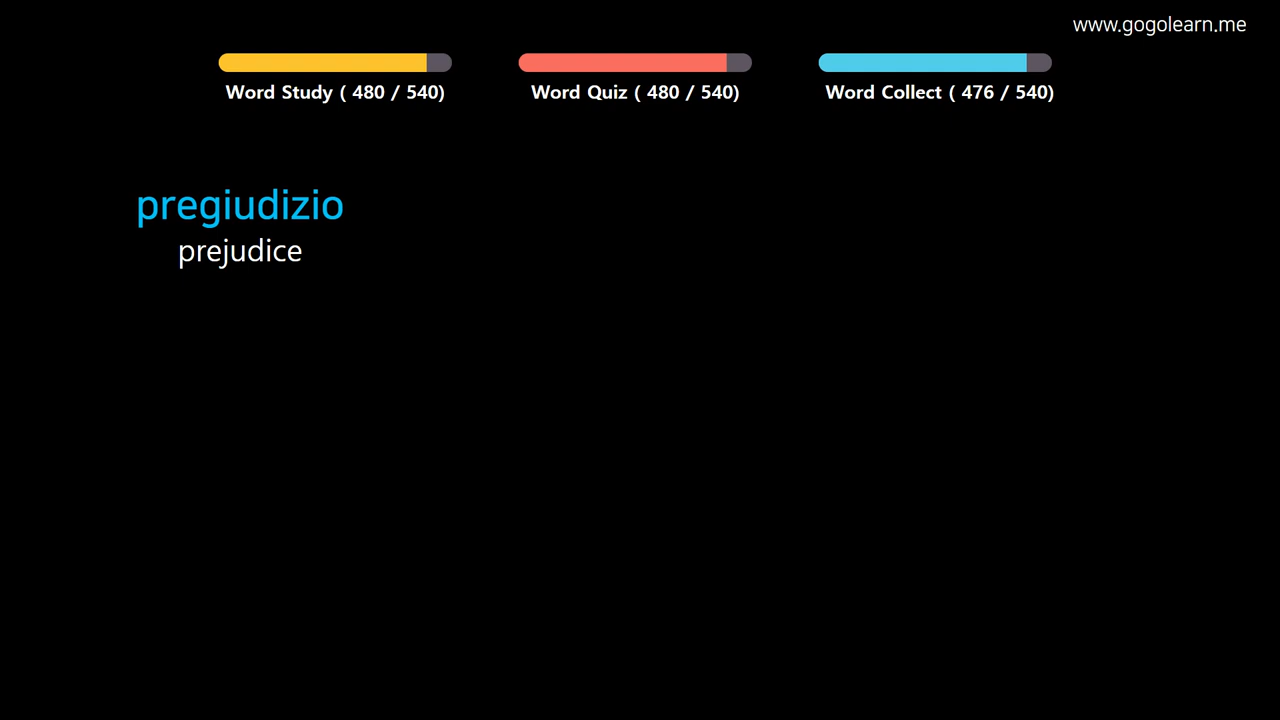 www.gogolearn.me
Word Study ( 480 / 540)
Word Quiz ( 480 / 540)
Word Collect ( 476 / 540)
pregiudizio
prejudice